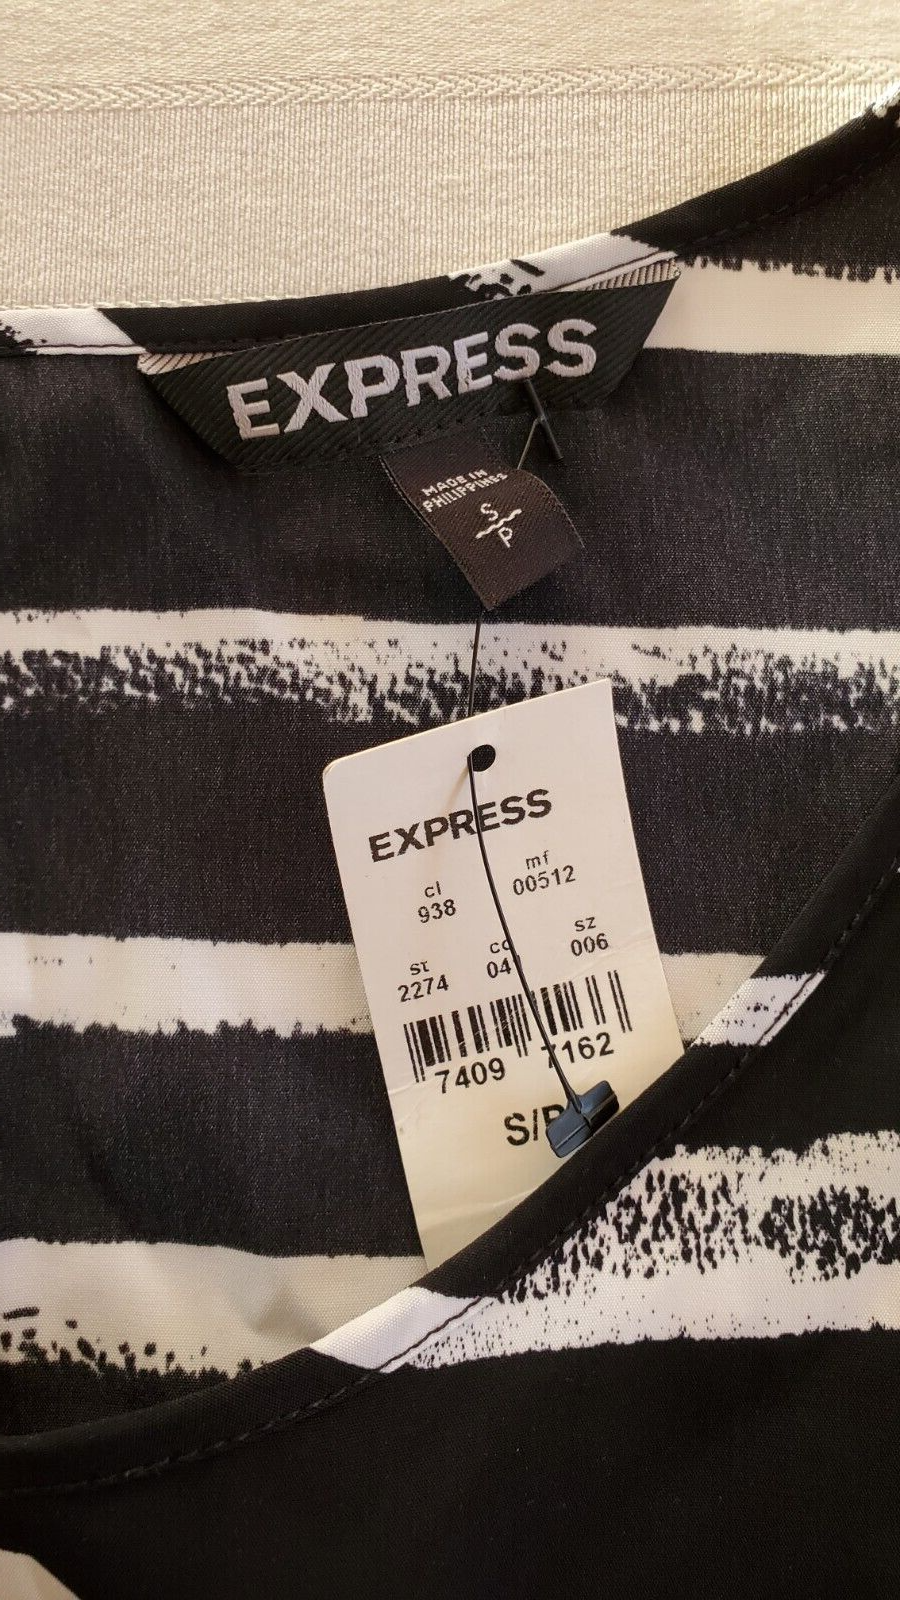 EXPRESS
MADE IN
PHILIPPINES
S
P
EXPRESS
cl mf
938 00512
st sz
2274 006
7409 7162